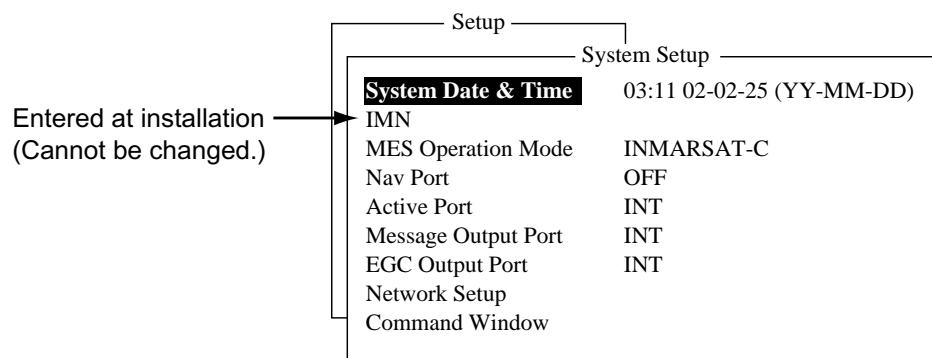 Setup
System Setup
System Date & Time 03:11 02-02-25 (YY-MM-DD)
Entered at installation
(Cannot be changed.)
IMN
MES Operation Mode INMARSAT-C
Nav Port OFF
Active Port INT
Message Output Port INT
EGC Output Port INT
Network Setup
Command Window